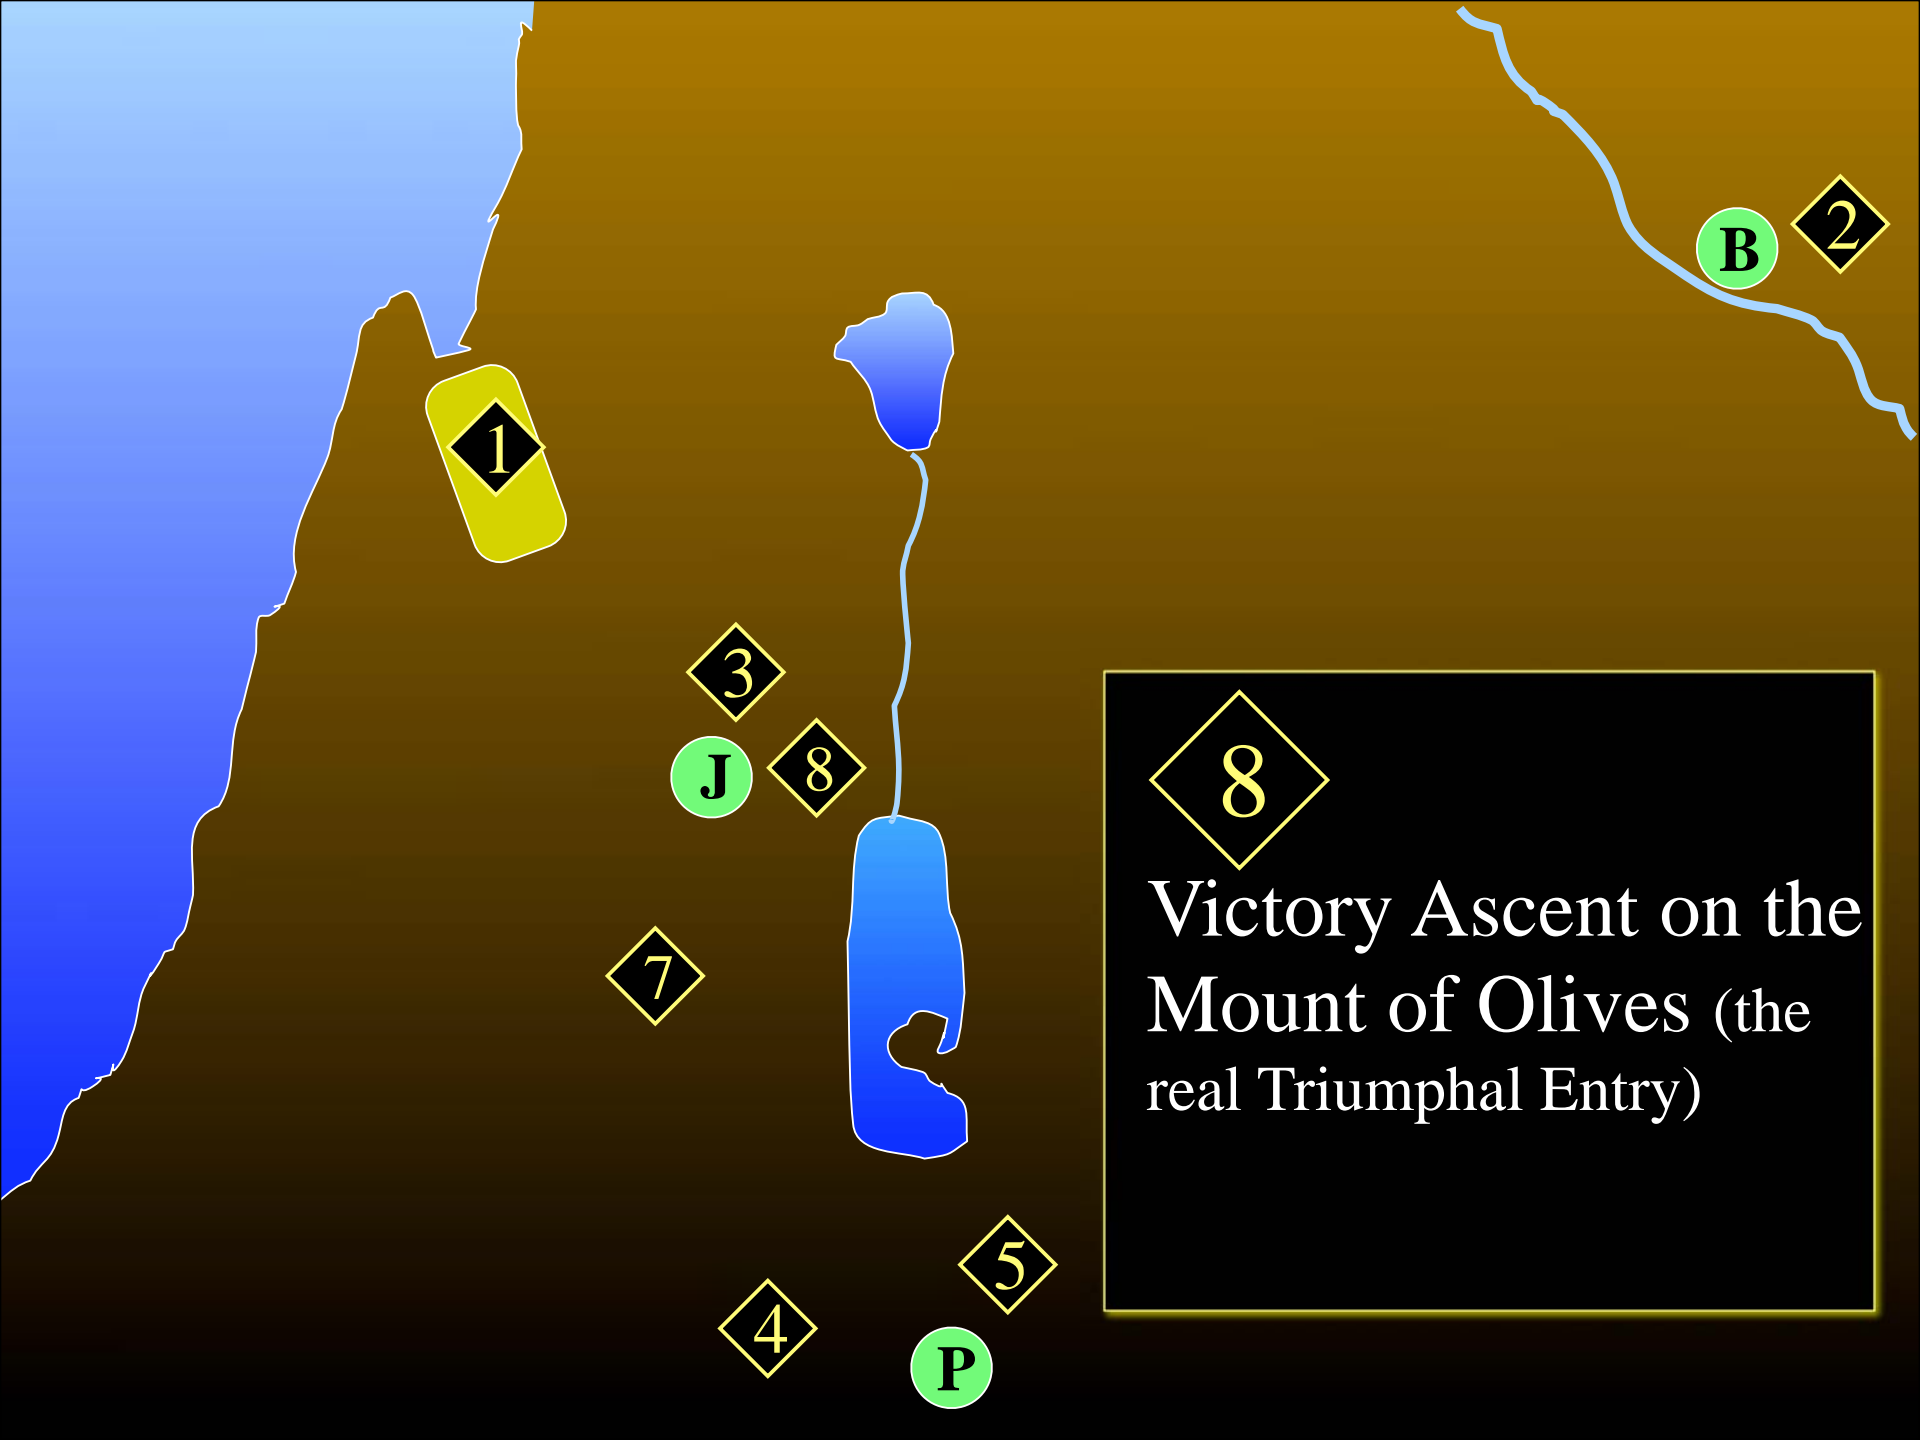 B
2
1
3
J
8
7
5
4
P
8
Victory Ascent on the
Mount of Olives (the
real Triumphal Entry)